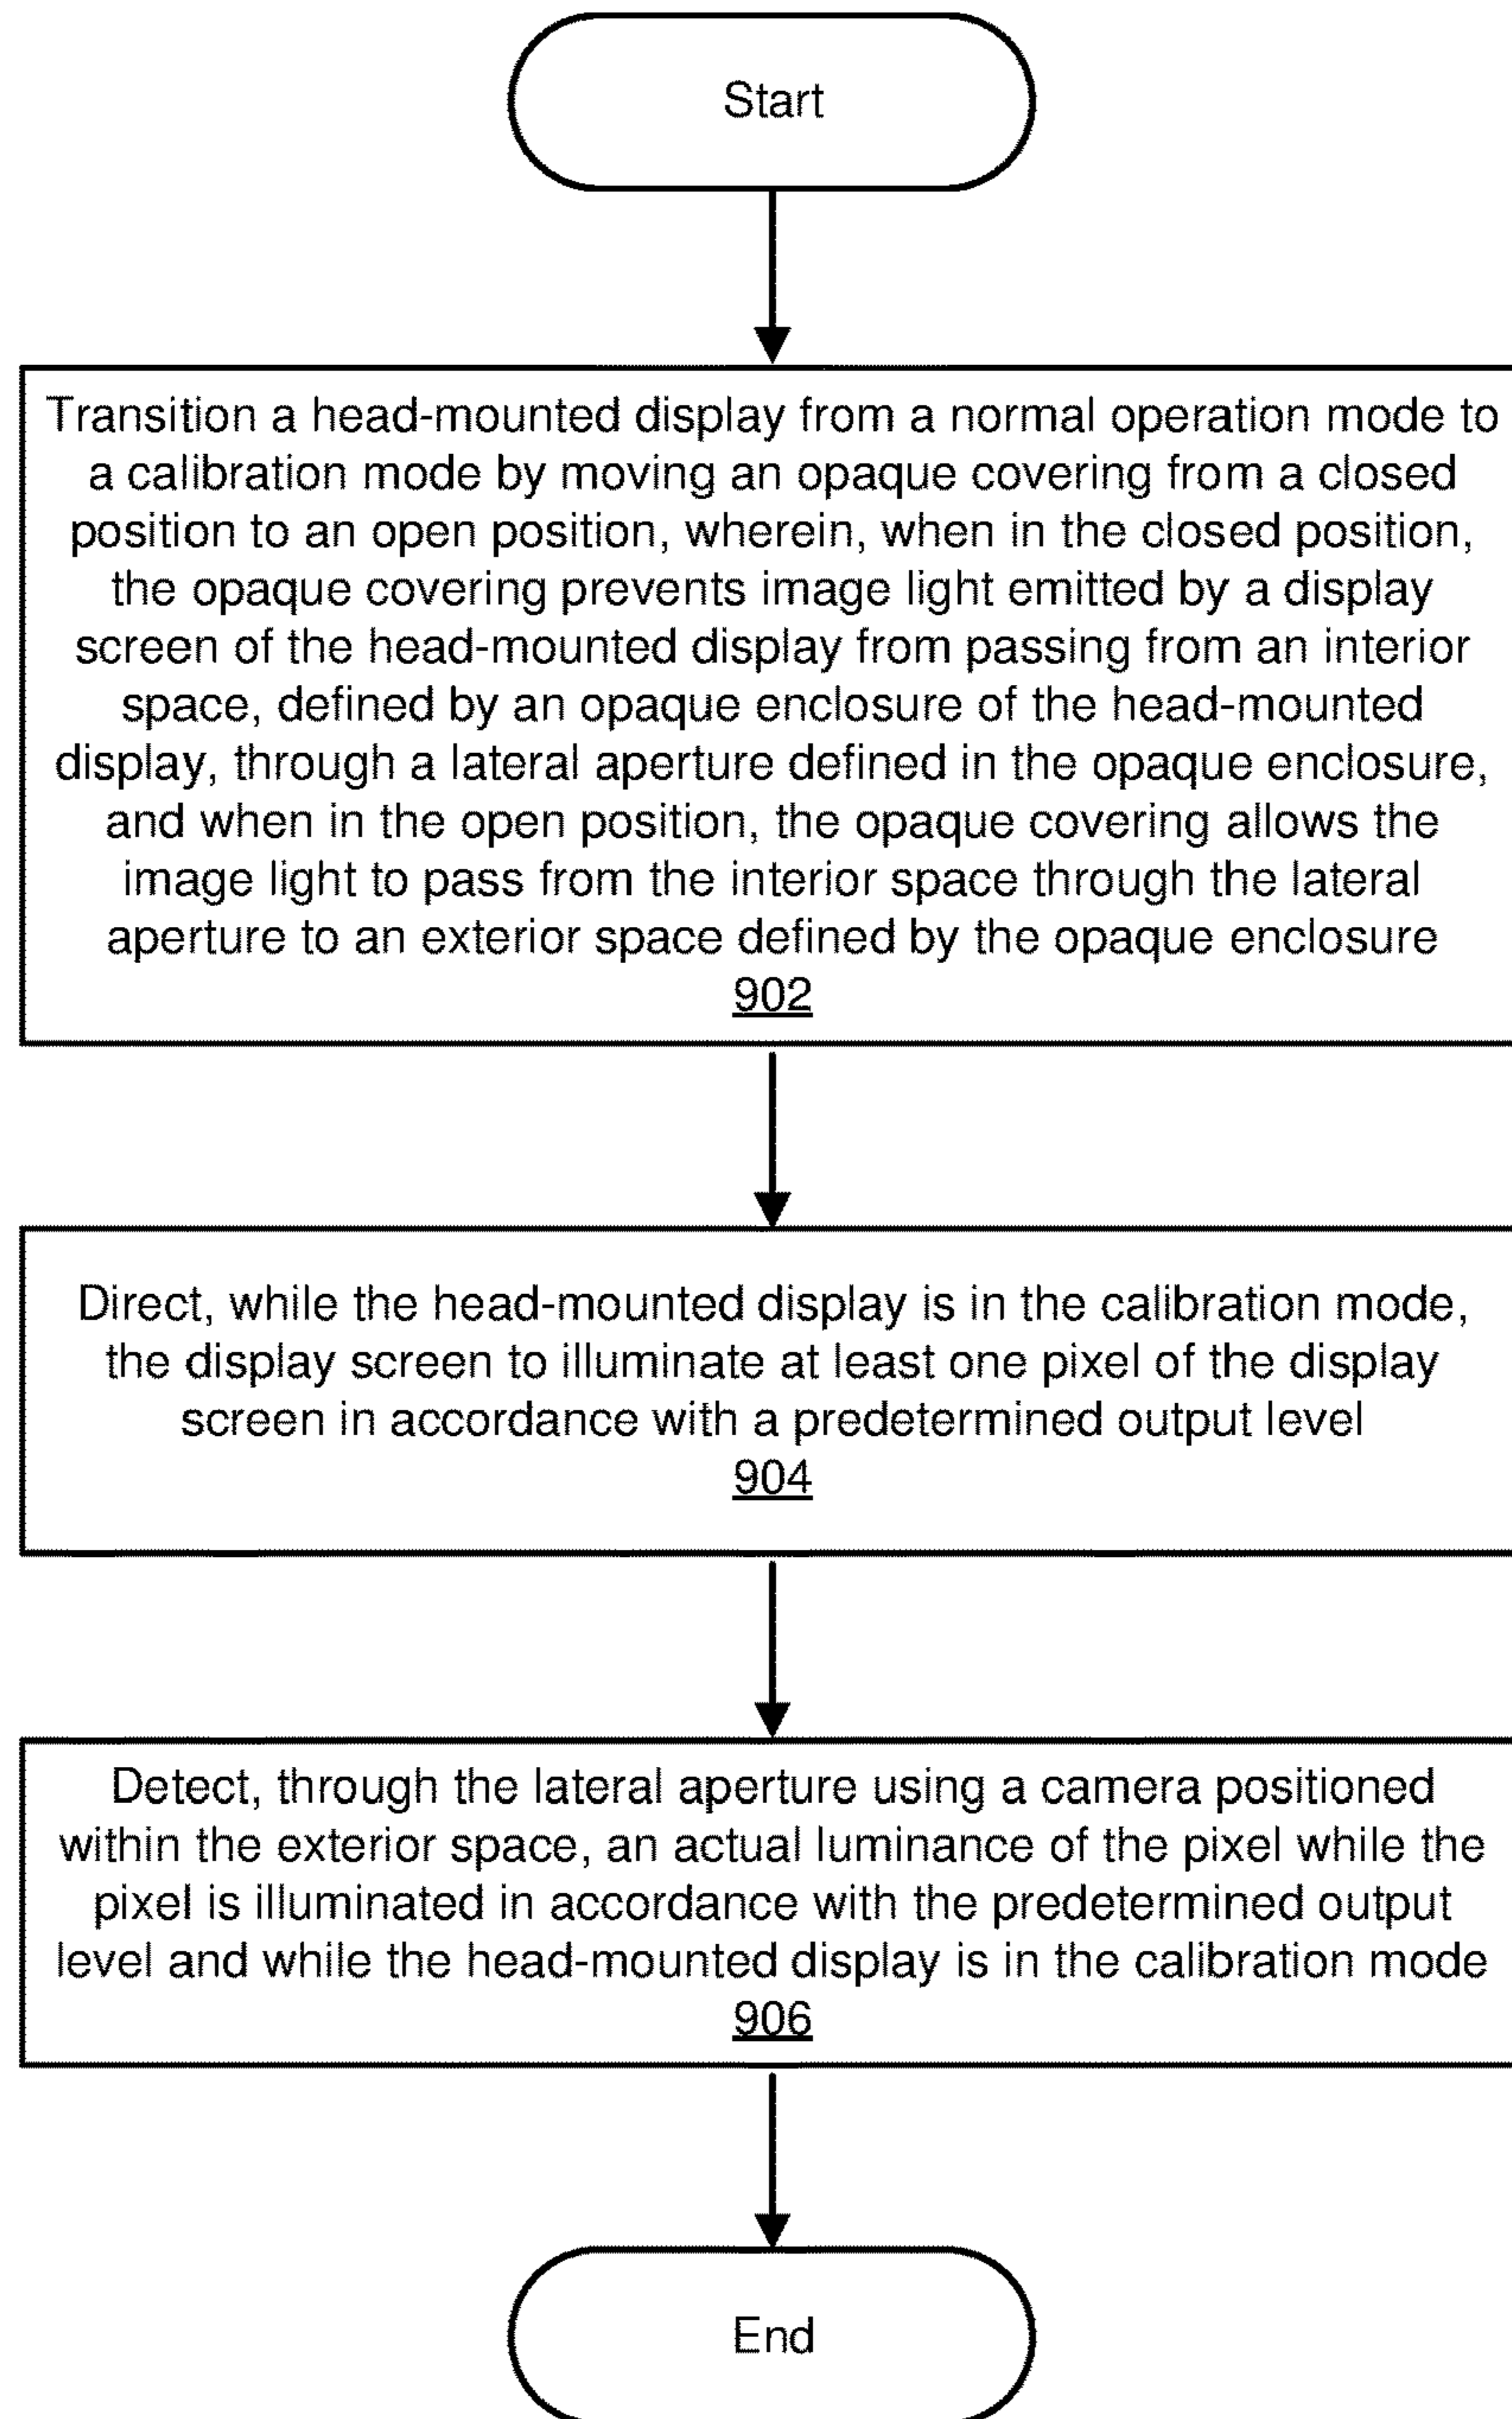 Start
Transition a head-mounted display from a normal operation mode to
a calibration mode by moving an opaque covering from a closed
position to an open position, wherein, when in the closed position,
the opaque covering prevents image light emitted by a display
screen of the head-mounted display from passing from an interior
space, defined by an opaque enclosure of the head-mounted
display, through a lateral aperture defined in the opaque enclosure,
and when in the open position, the opaque covering allows the
image light to pass from the interior space through the lateral
aperture to an exterior space defined by the opaque enclosure
902
Direct, while the head-mounted display is in the calibration mode,
the display screen to illuminate at least one pixel of the display
screen in accordance with a predetermined output level
904
Detect, through the lateral aperture using a camera positioned
within the exterior space, an actual luminance of the pixel while the
pixel is illuminated in accordance with the predetermined output
level and while the head-mounted display is in the calibration mode
906
End